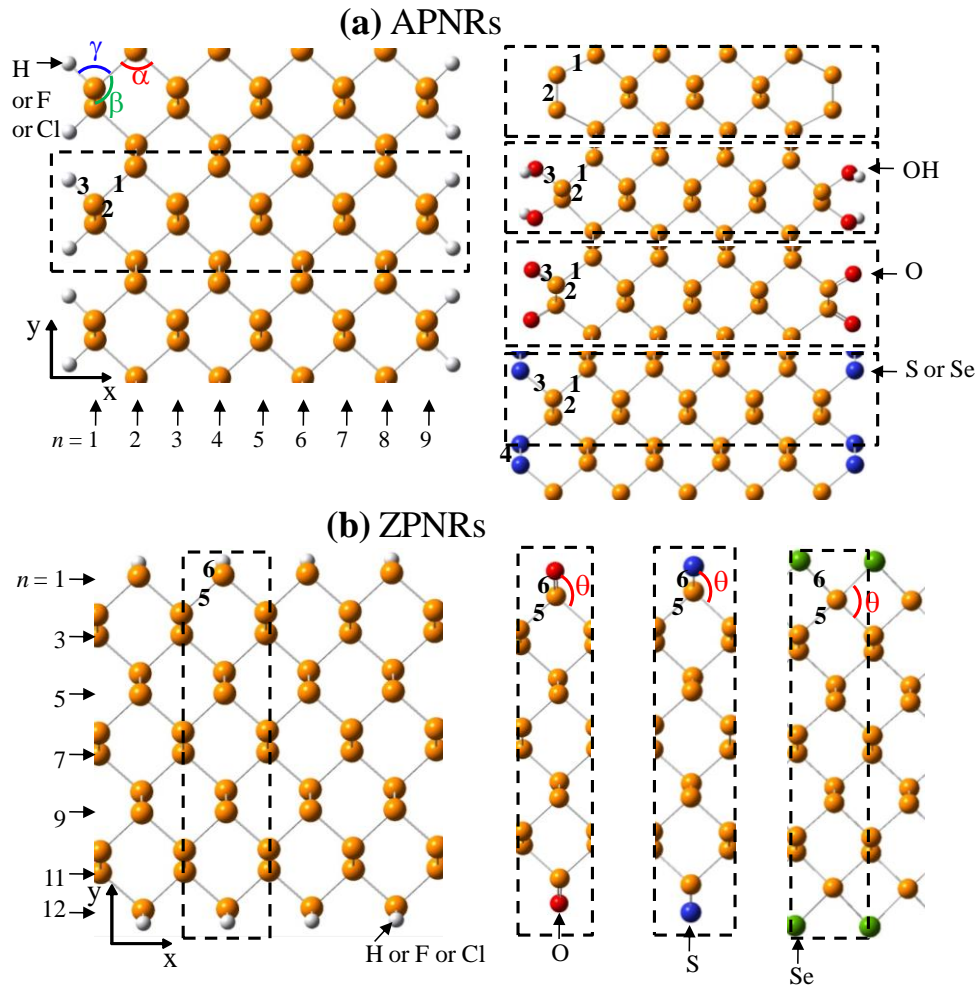 (a) APNRs
H
or F
or Cl
γ
α
β
3 1
2
y
x
n = 1 2 3 4 5 6 7 8 9
1
2
3 1
2
OH
3 1
2
O
3 1
2
4
S or Se
(b) ZPNRs
n = 1
3
5
7
9
11
12
6
5
y
x
H or F or Cl
6
5
θ
O
6
5
θ
S
6
5
θ
Se